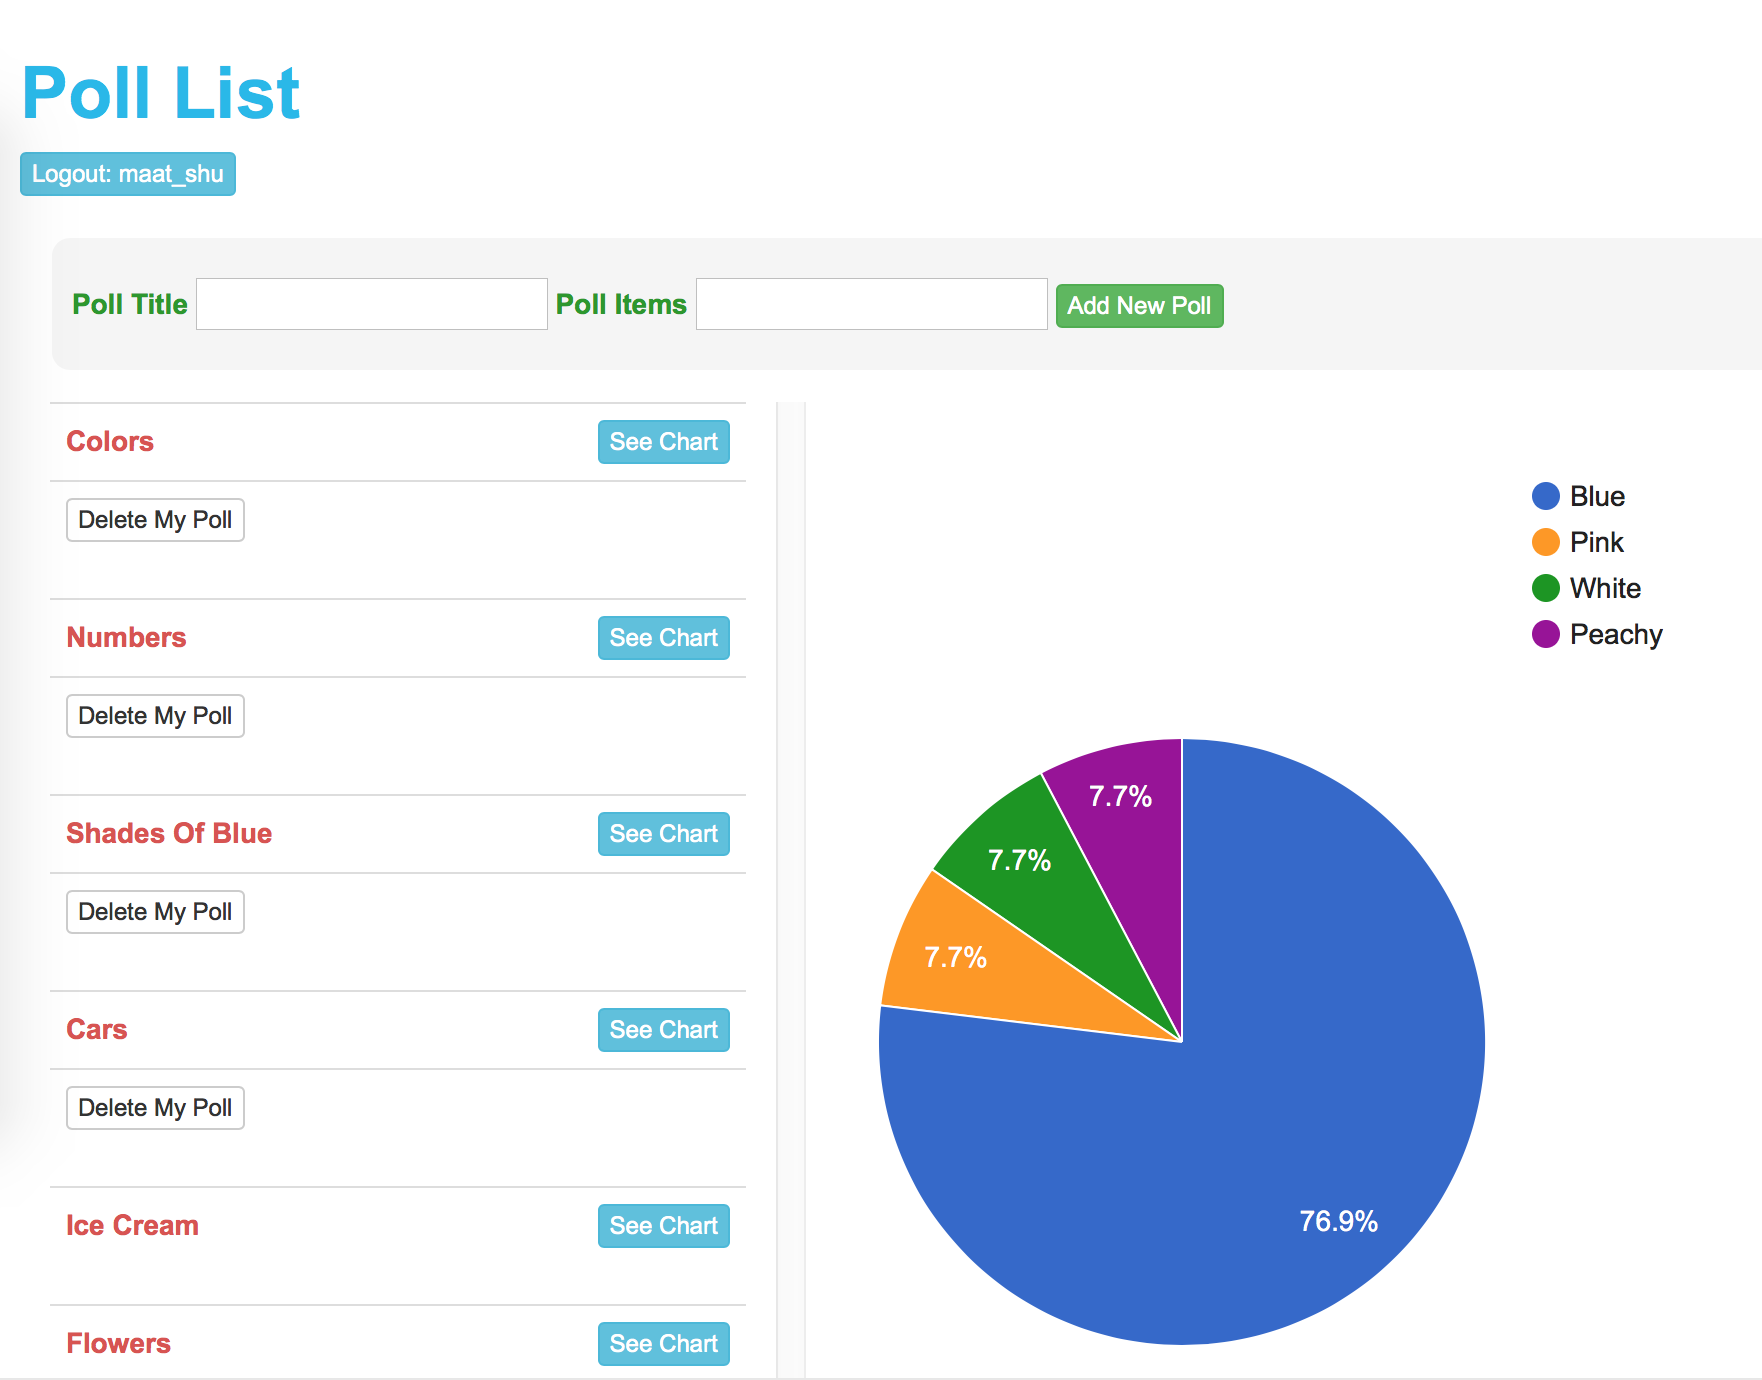 Poll List
Logout: maat_shu
Poll Title Poll Items Add New Poll
Colors See Chart
Delete My Poll
Numbers See Chart
Delete My Poll
Shades Of Blue See Chart
Delete My Poll
Cars See Chart
Delete My Poll
Ice Cream See Chart
Flowers See Chart
Blue
Pink
White
Peachy
7.7%
7.7%
7.7%
76.9%